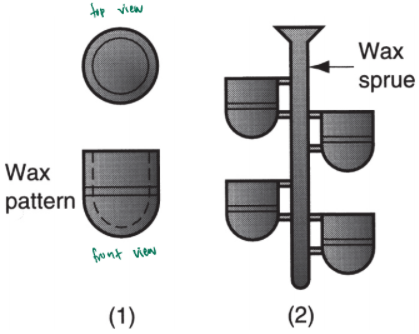 top view
Wax
sprue
Wax
pattern
front view
(1)
(2)